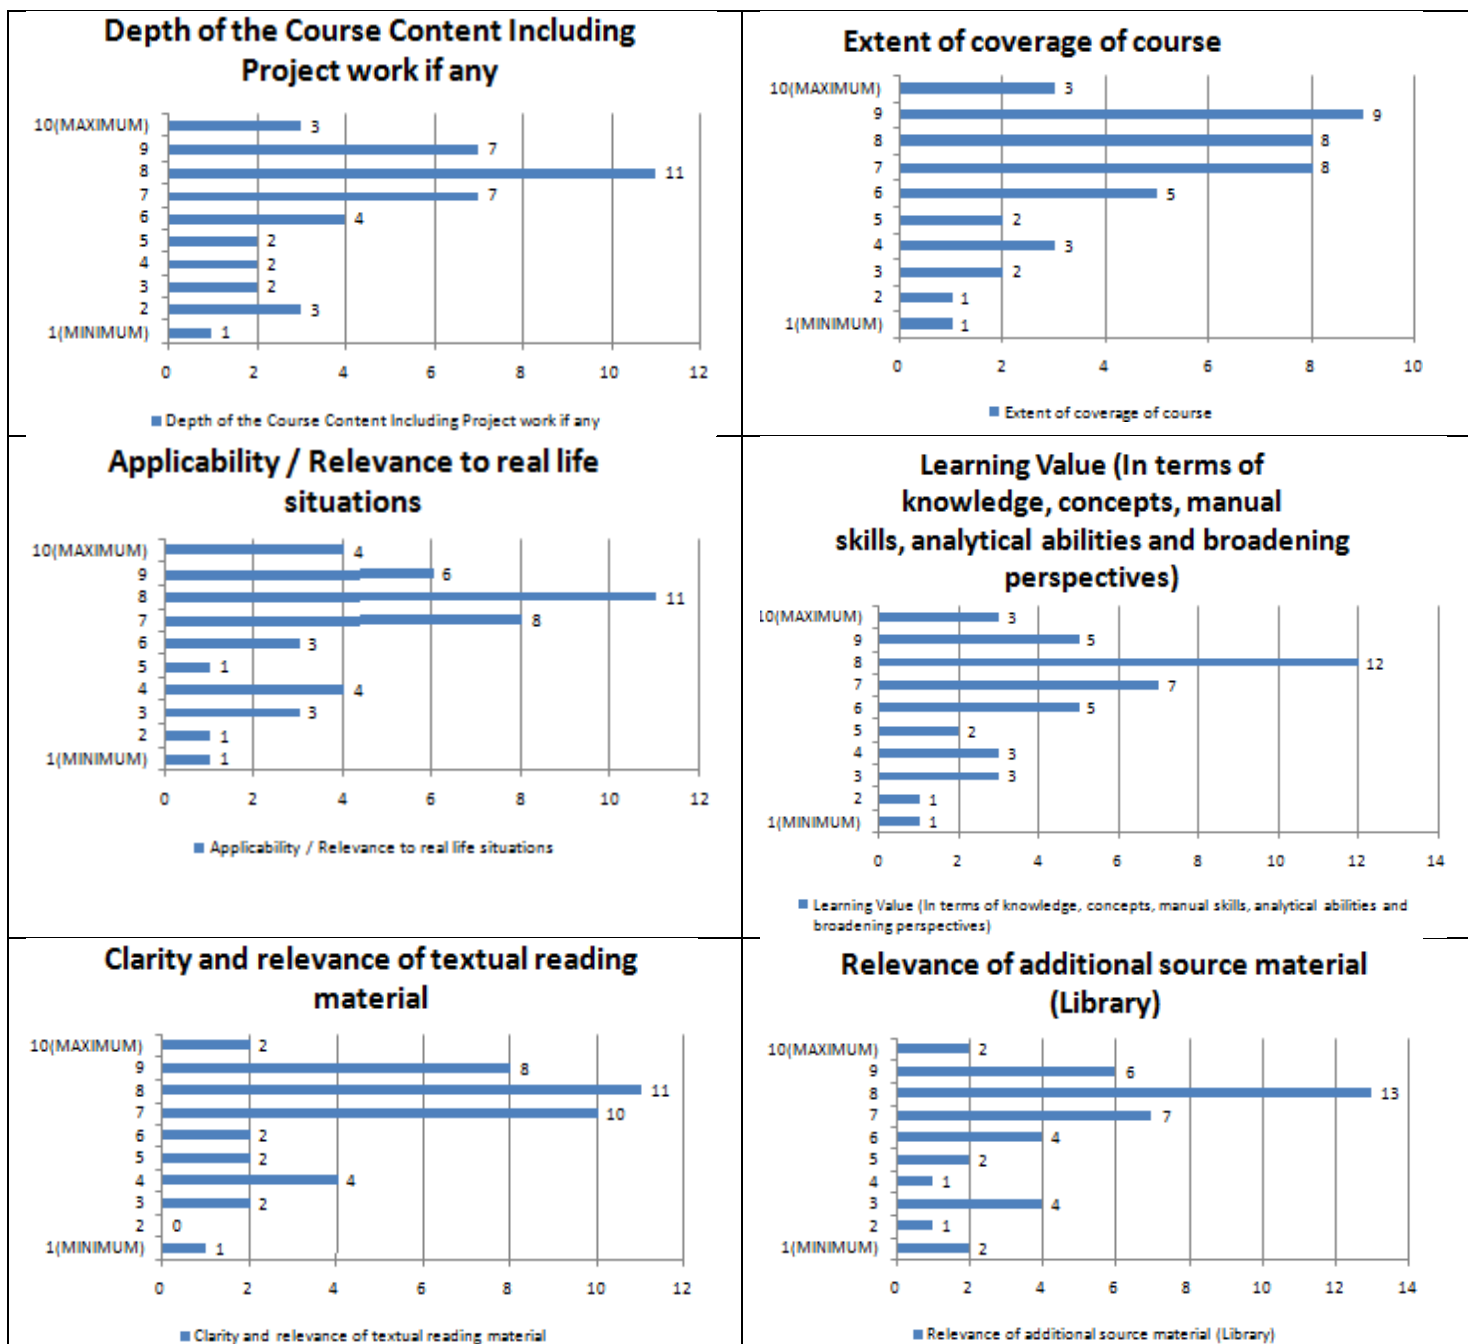 Depth of the Course Content Including
Project work if any
10(MAXIMUM) 3
9 7
8 11
7 7
6 4
5 2
4 2
3 2
2 3
1(MINIMUM) 1
0 2 4 6 8 10 12
Depth of the Course Content Including Project work if any
Extent of coverage of course
10(MAXIMUM) 3
9 9
8 8
7 8
6 5
5 2
4 3
3 2
2 1
1(MINIMUM) 1
0 2 4 6 8 10
Extent of coverage of course
Applicability / Relevance to real life
situations
10(MAXIMUM) 4
9 6
8 11
7 8
6 3
5 1
4 4
3 3
2 1
1(MINIMUM) 1
0 2 4 6 8 10 12
Applicability / Relevance to real life situations
Learning Value (In terms of
knowledge, concepts, manual
skills, analytical abilities and broadening
perspectives)
10(MAXIMUM) 3
9 5
8 12
7 7
6 5
5 2
4 3
3 3
2 1
1(MINIMUM) 1
0 2 4 6 8 10 12 14
Learning Value (In terms of knowledge, concepts, manual skills, analytical abilities and
broadening perspectives)
Clarity and relevance of textual reading
material
10(MAXIMUM) 2
9 8
8 11
7 10
6 2
5 2
4 4
3 2
2 0
1(MINIMUM) 1
0 2 4 6 8 10 12
Clarity and relevance of textual reading material
Relevance of additional source material
(Library)
10(MAXIMUM) 2
9 6
8 13
7 7
6 4
5 2
4 1
3 4
2 1
1(MINIMUM) 2
0 2 4 6 8 10 12 14
Relevance of additional source material (Library)